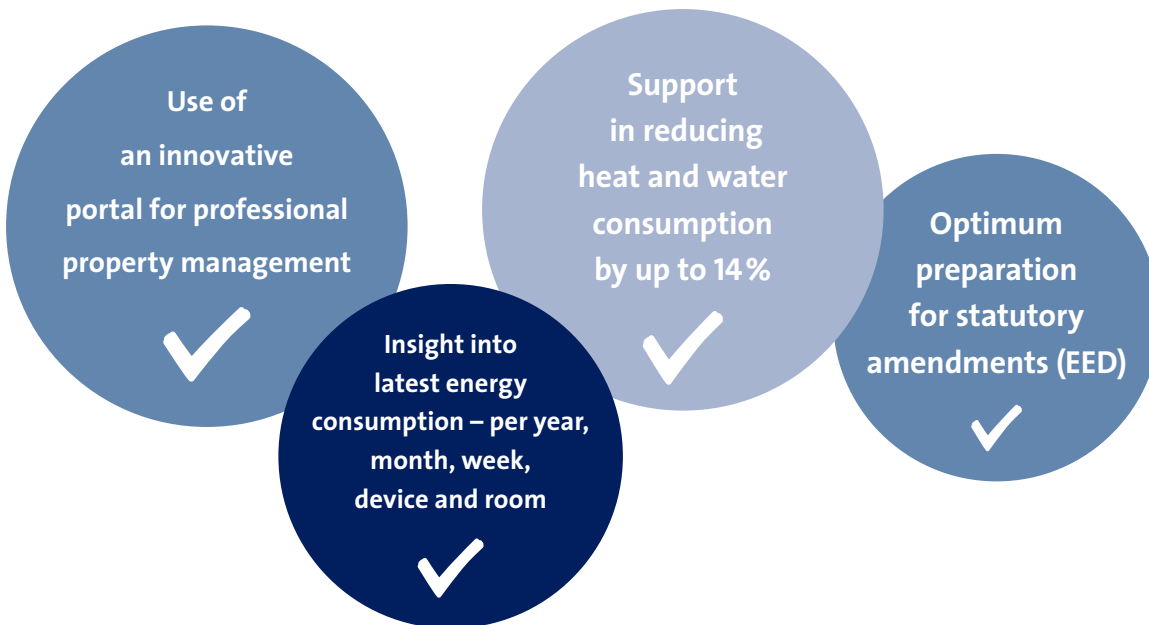 Use of
an innovative
portal for professional
property management
Insight into
latest energy
consumption – per year,
month, week,
device and room
Support
in reducing
heat and water
consumption
by up to 14 %
Optimum
preparation
for statutory
amendments (EED)